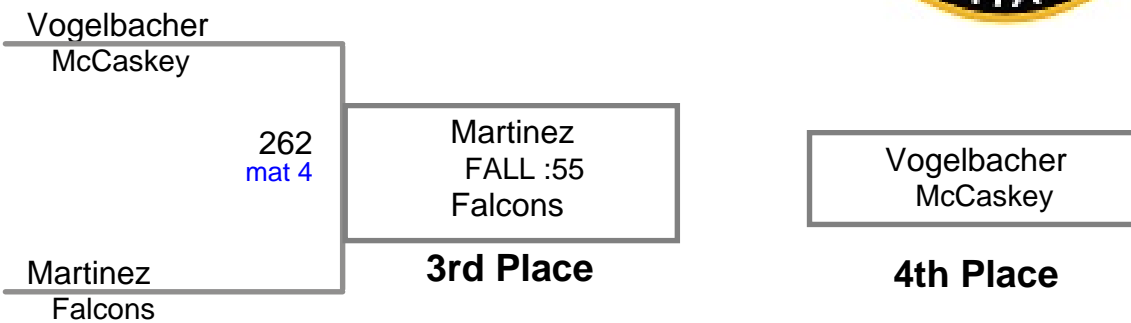 Vogelbacher
McCaskey
262
mat 4
Martinez
FALL :55
Falcons
3rd Place
Martinez
Falcons
Vogelbacher
McCaskey
4th Place